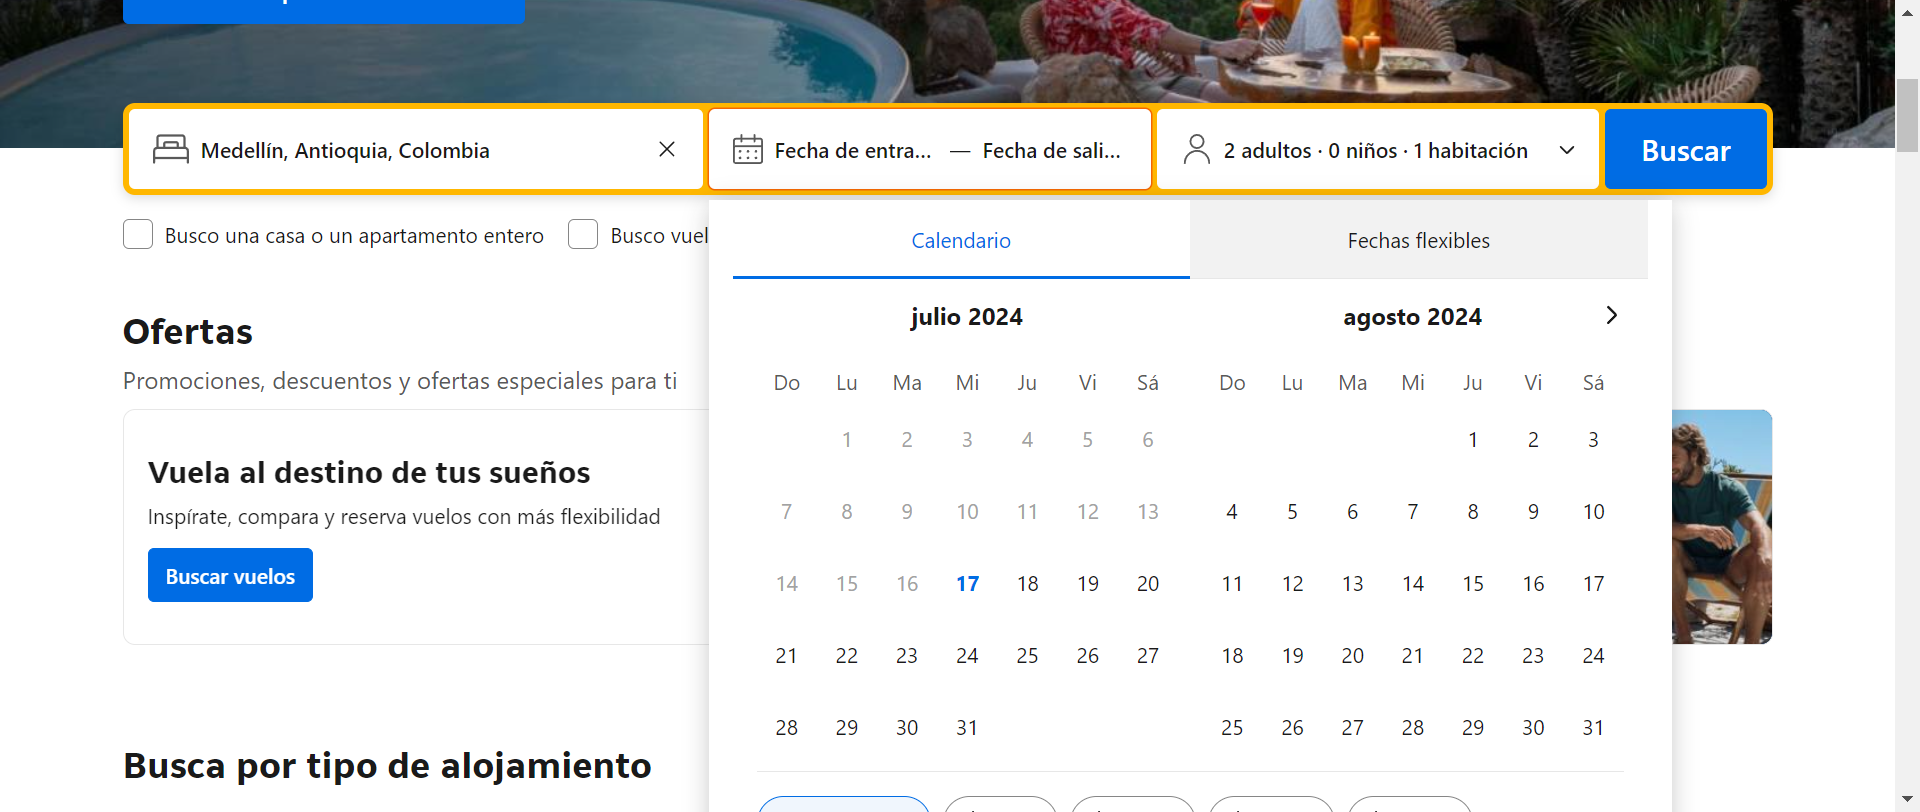 Medellín, Antioquia, Colombia
Fecha de entra... — Fecha de sali...
2 adultos · 0 niños · 1 habitación
Buscar
Busco una casa o un apartamento entero
Busco vuel
Calendario
Fechas flexibles
julio 2024
Do Lu Ma Mi Ju Vi Sá
1 2 3 4 5 6
7 8 9 10 11 12 13
14 15 16 17 18 19 20
21 22 23 24 25 26 27
28 29 30 31
agosto 2024
Do Lu Ma Mi Ju Vi Sá
1 2 3
4 5 6 7 8 9 10
11 12 13 14 15 16 17
18 19 20 21 22 23 24
25 26 27 28 29 30 31
Ofertas
Promociones, descuentos y ofertas especiales para ti
Vuela al destino de tus sueños
Inspírate, compara y reserva vuelos con más flexibilidad
Buscar vuelos
Busca por tipo de alojamiento